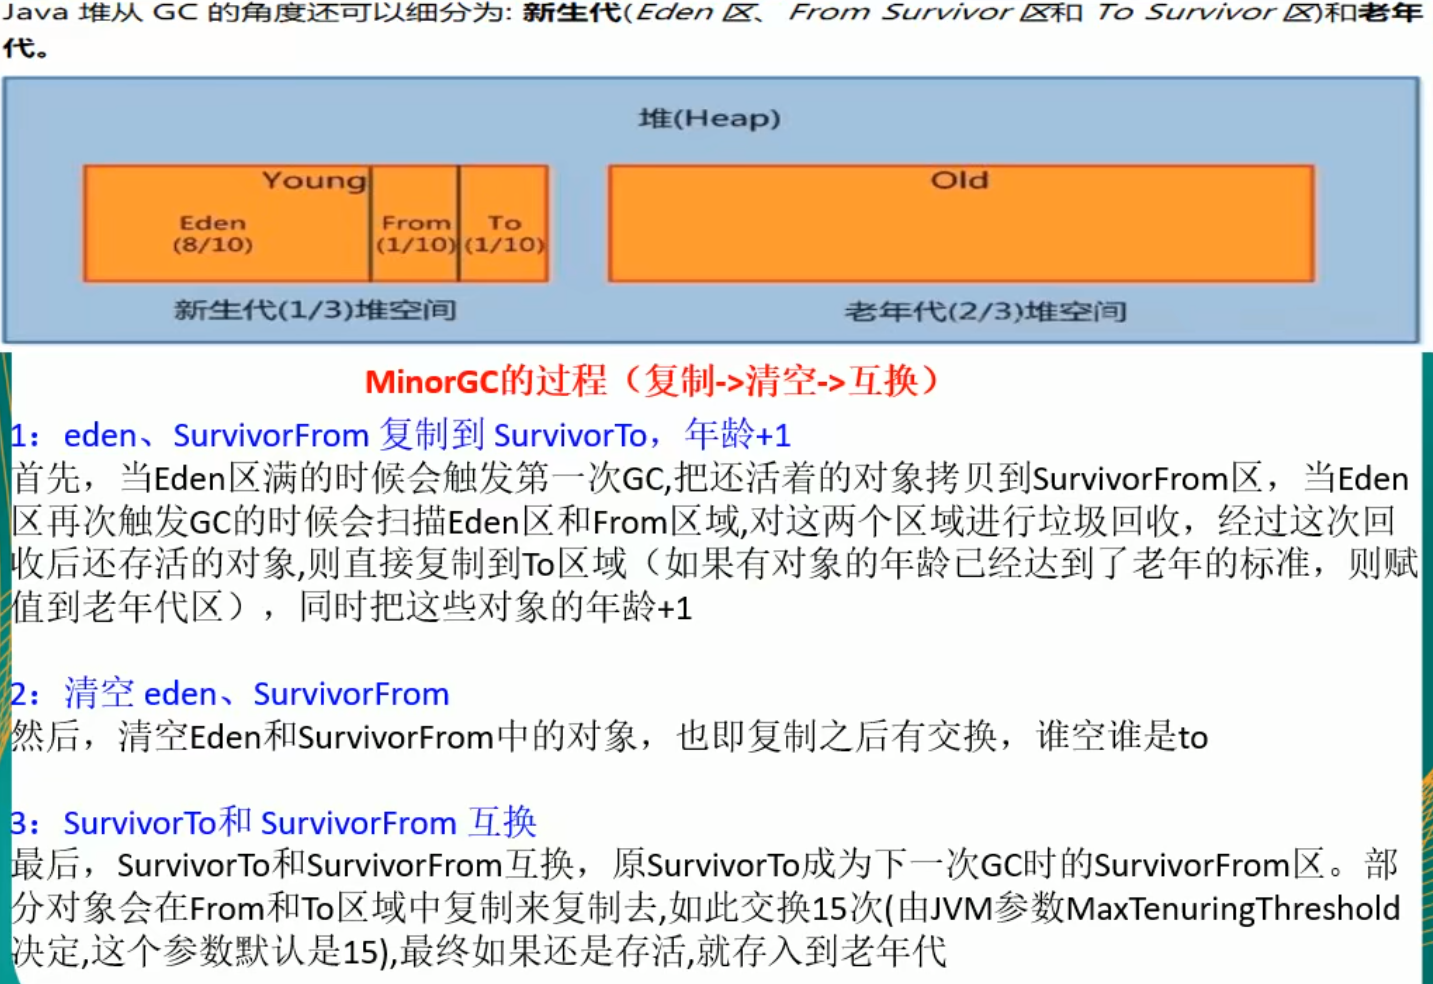 Java 堆从 GC 的角度还可以细分为: 新生代(Eden 区、From Survivor 区和 To Survivor 区)和老年
代。
堆(Heap)
Young
Old
Eden
From
To
(8/10)
(1/10)
(1/10)
新生代(1/3)堆空间
老年代(2/3)堆空间
MinorGC的过程（复制->清空->互换）
1：eden、SurvivorFrom 复制到 SurvivorTo，年龄+1
首先，当Eden区满的时候会触发第一次GC,把还活着的对象拷贝到SurvivorFrom区，当Eden
区再次触发GC的时候会扫描Eden区和From区域,对这两个区域进行垃圾回收，经过这次回
收后还存活的对象,则直接复制到To区域（如果有对象的年龄已经达到了老年的标准，则赋
值到老年代区），同时把这些对象的年龄+1
2：清空 eden、SurvivorFrom
然后，清空Eden和SurvivorFrom中的对象，也即复制之后有交换，谁空谁是to
3：SurvivorTo和 SurvivorFrom 互换
最后，SurvivorTo和SurvivorFrom互换，原SurvivorTo成为下一次GC时的SurvivorFrom区。部
分对象会在From和To区域中复制来复制去,如此交换15次(由JVM参数MaxTenuringThreshold
决定,这个参数默认是15),最终如果还是存活,就存入到老年代